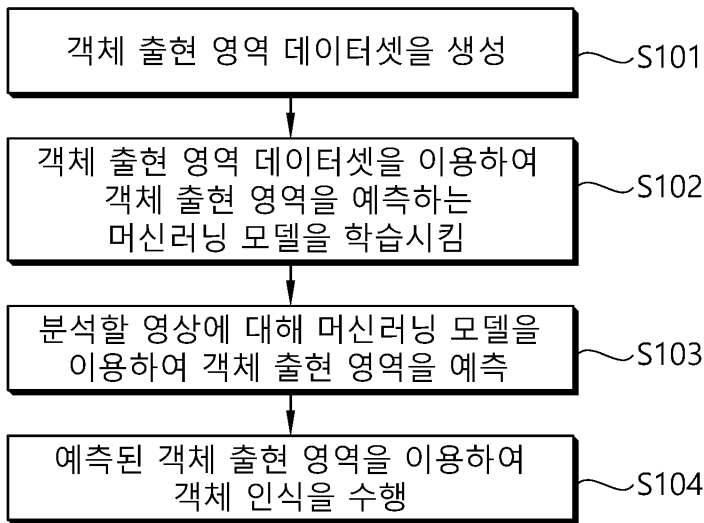 객체 출현 영역 데이터셋을 생성
S101
객체 출현 영역 데이터셋을 이용하여
객체 출현 영역을 예측하는
머신러닝 모델을 학습시킴
S102
분석할 영상에 대해 머신러닝 모델을
이용하여 객체 출현 영역을 예측
S103
예측된 객체 출현 영역을 이용하여
객체 인식을 수행
S104